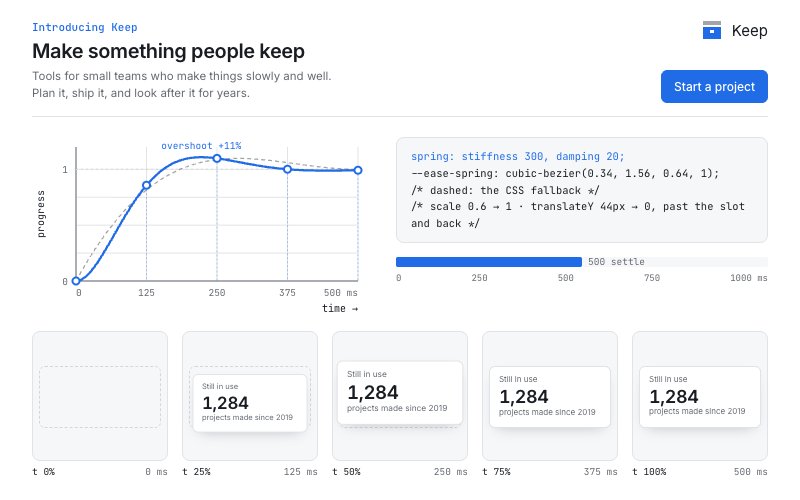 Introducing Keep
Make something people keep
Tools for small teams who make things slowly and well.
Plan it, ship it, and look after it for years.
Keep
Start a project
overshoot +11%
1
progress
0
0 125 250 375 500 ms
time →
spring: stiffness 300, damping 20;
--ease-spring: cubic-bezier(0.34, 1.56, 0.64, 1);
/* dashed: the CSS fallback */
/* scale 0.6 → 1 · translateY 44px → 0, past the slot
and back */
500 settle
0 250 500 750 1000 ms
Still in use
1,284
projects made since 2019
Still in use
1,284
projects made since 2019
Still in use
1,284
projects made since 2019
Still in use
1,284
projects made since 2019
t 0% 0 ms
t 25% 125 ms
t 50% 250 ms
t 75% 375 ms
t 100% 500 ms